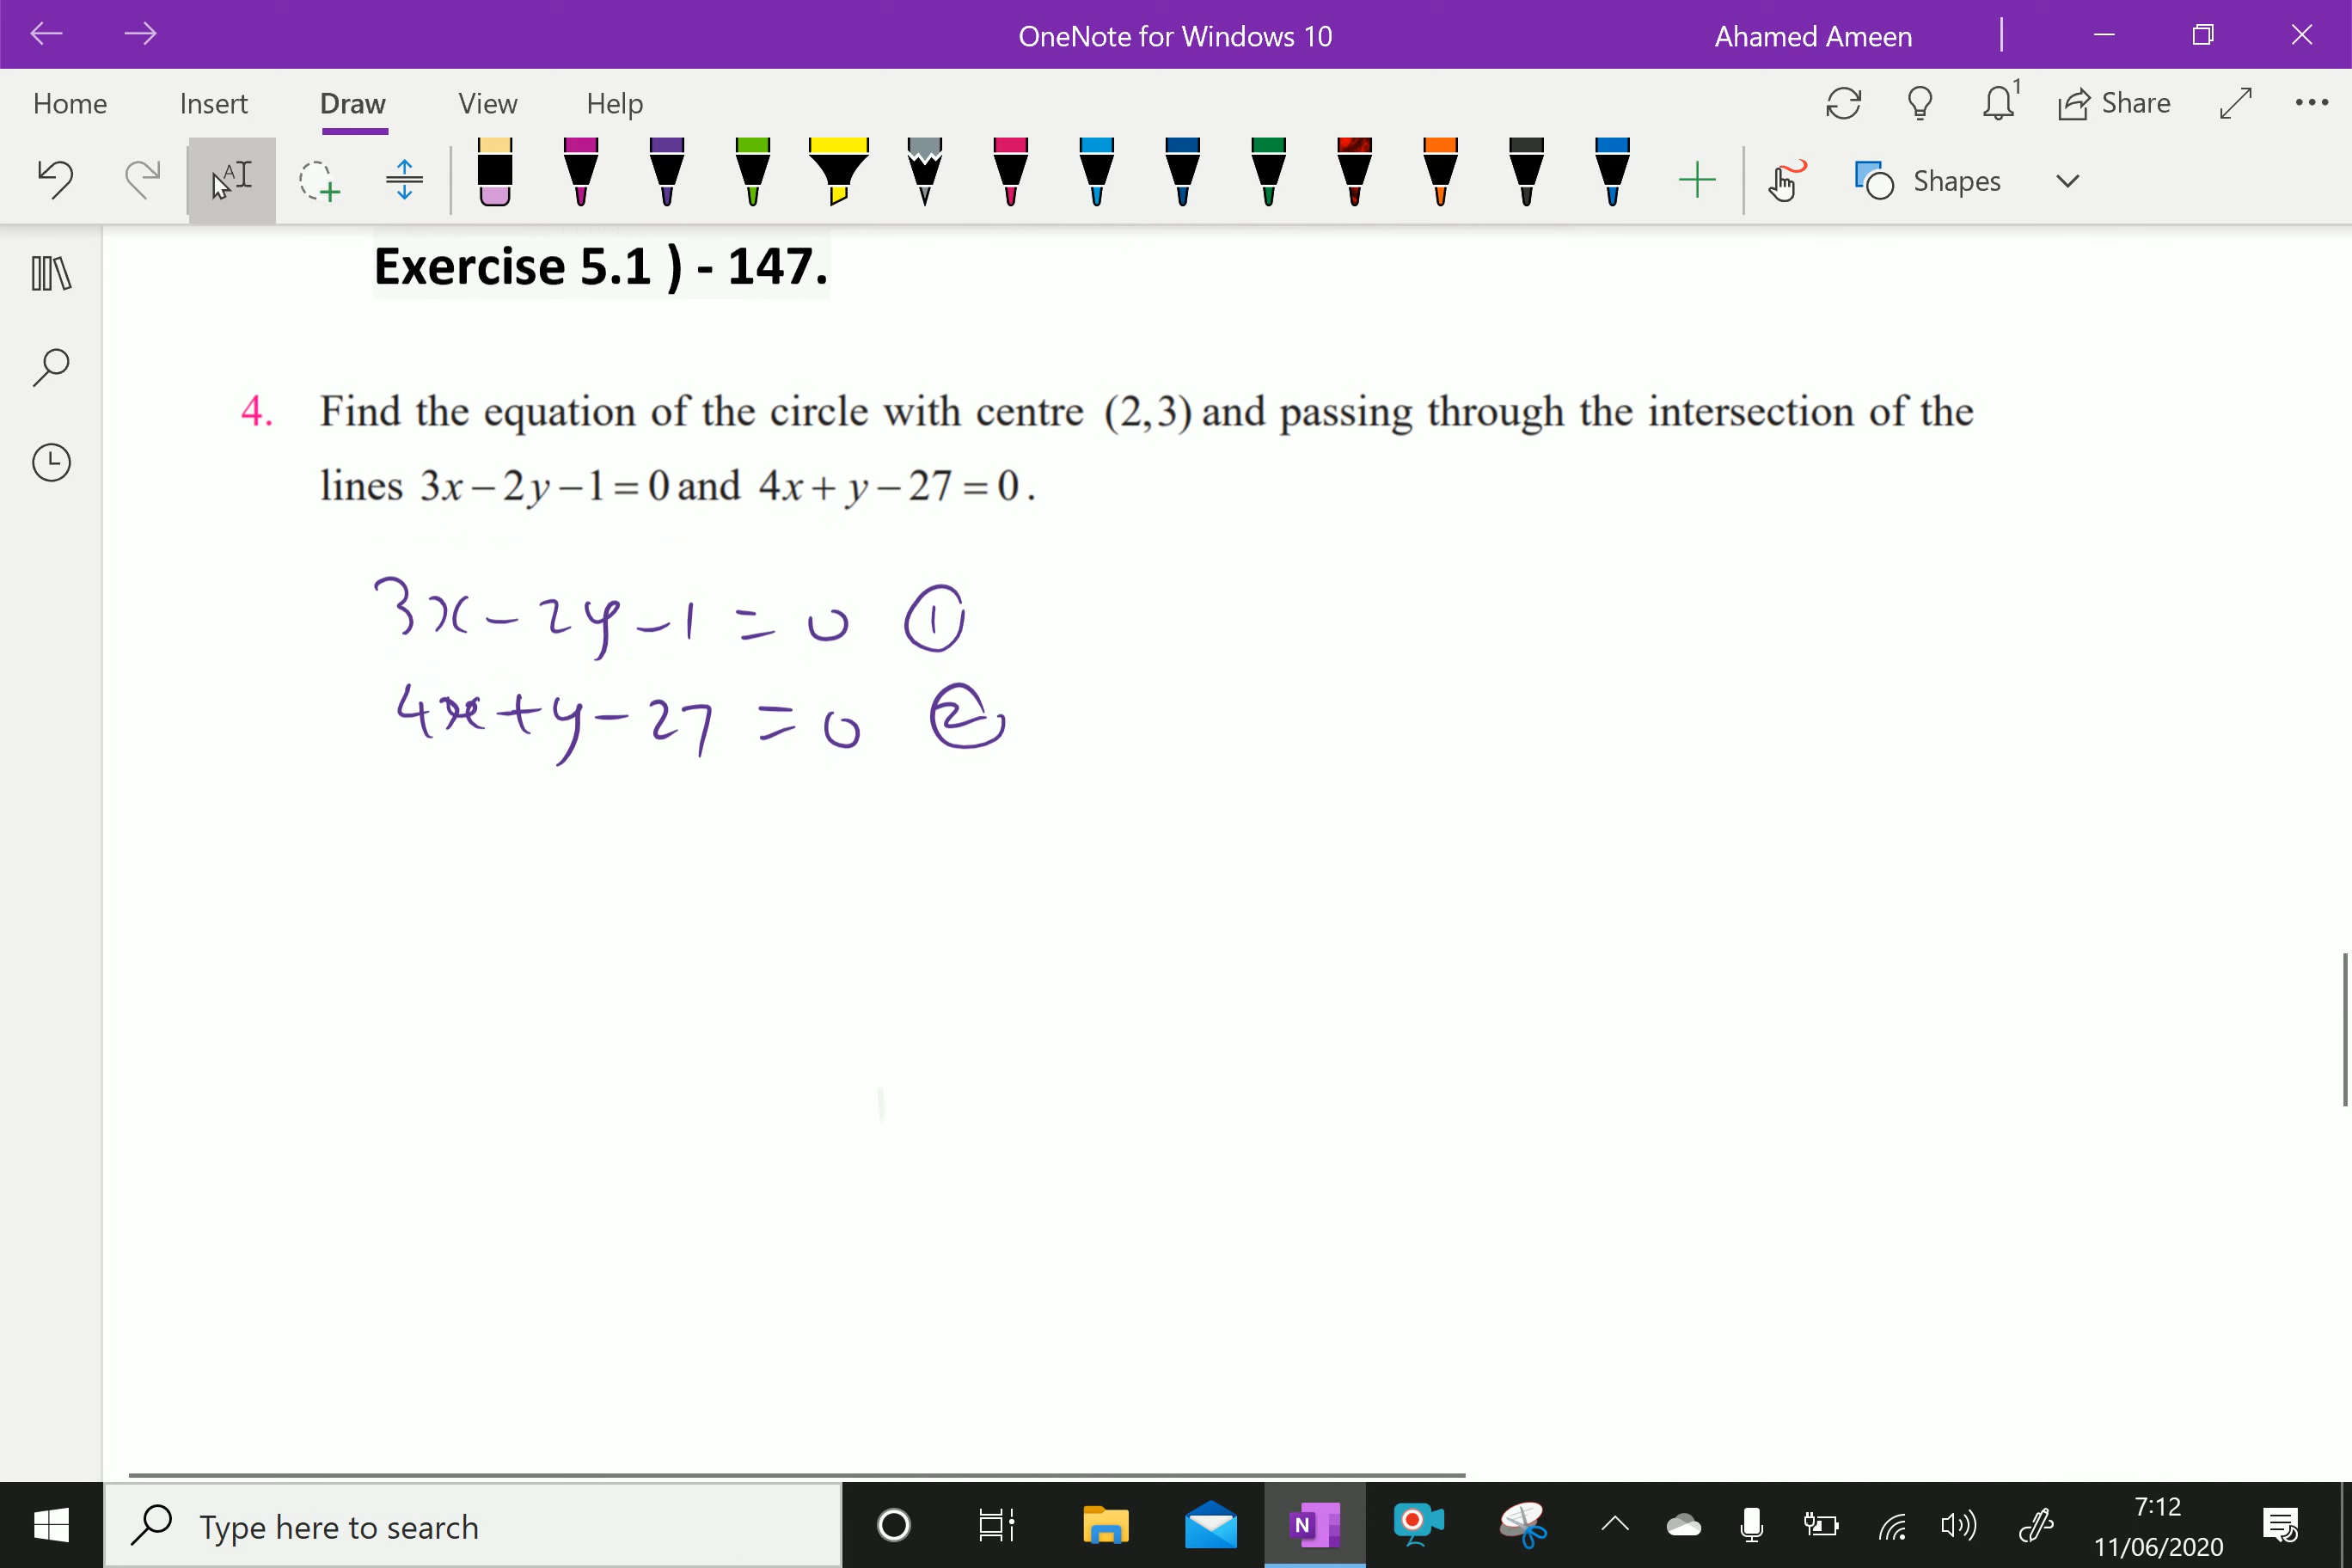 OneNote for Windows 10
Ahamed Ameen
Home Insert Draw View Help
1 Share
Shapes
Exercise 5.1 ) - 147.
4. Find the equation of the circle with centre (2,3) and passing through the intersection of the
lines 3x − 2y − 1 = 0 and 4x + y − 27 = 0 .
3x − 2y − 1 = 0 ①
4x + y − 27 = 0 ②
Type here to search
N
7:12
11/06/2020